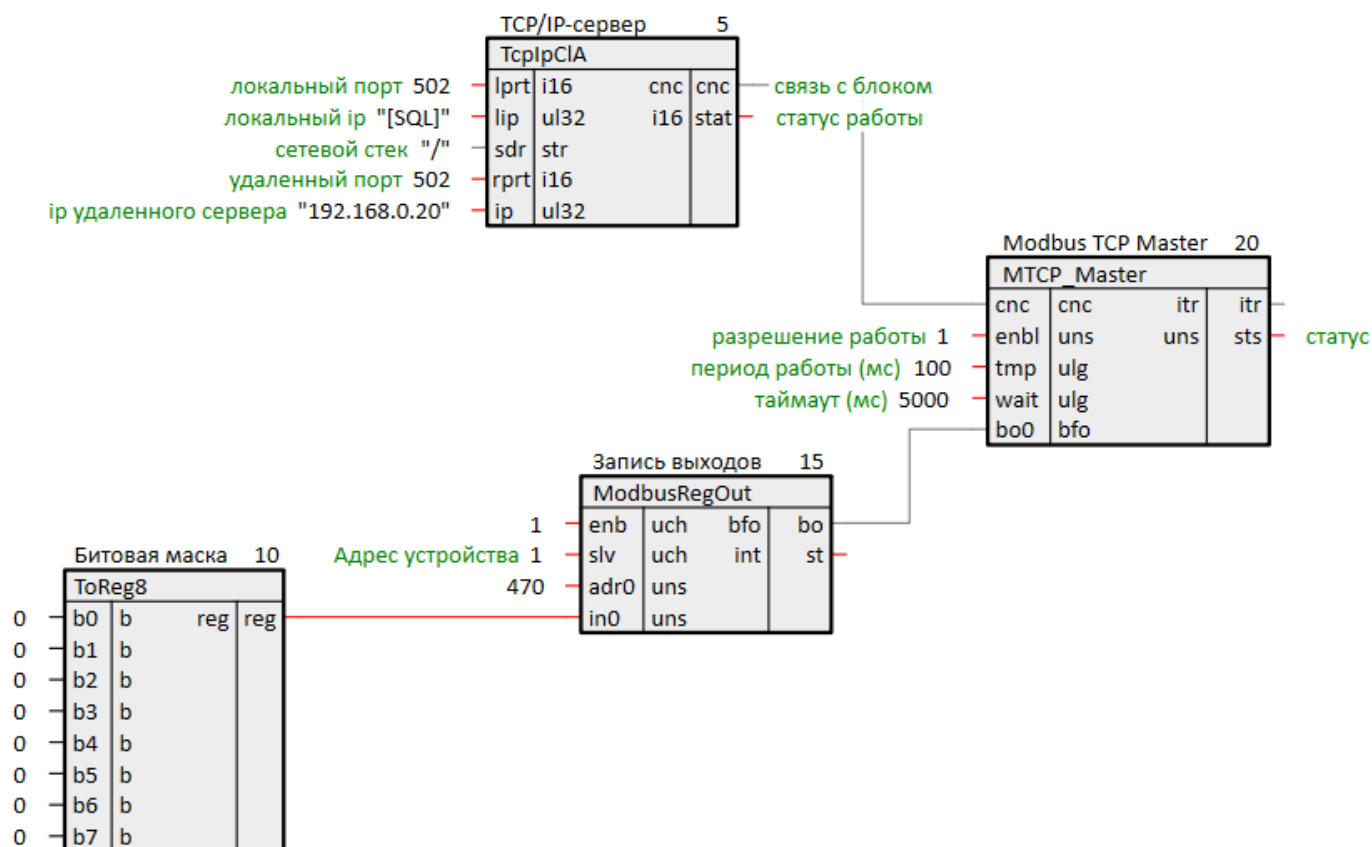 TCP/IP-сервер 5
TcpIpClA
локальный порт 502 lprt i16 cnc cnc связь с блоком
локальный ip "[SQL]" lip ul32 i16 stat статус работы
сетевой стек "/" sdr str
удаленный порт 502 rprt i16
ip удаленного сервера "192.168.0.20" ip ul32
Modbus TCP Master 20
MTCP_Master
cnc cnc itr itr
разрешение работы 1 enbl uns uns sts статус
период работы (мс) 100 tmp ulg
таймаут (мс) 5000 wait ulg
bo0 bfo
Запись выходов 15
ModbusRegOut
1 enb uch bfo bo
Адрес устройства 1 slv uch int st
470 adr0 uns
in0 uns
Битовая маска 10
ToReg8
0 b0 b reg reg
0 b1 b
0 b2 b
0 b3 b
0 b4 b
0 b5 b
0 b6 b
0 b7 b